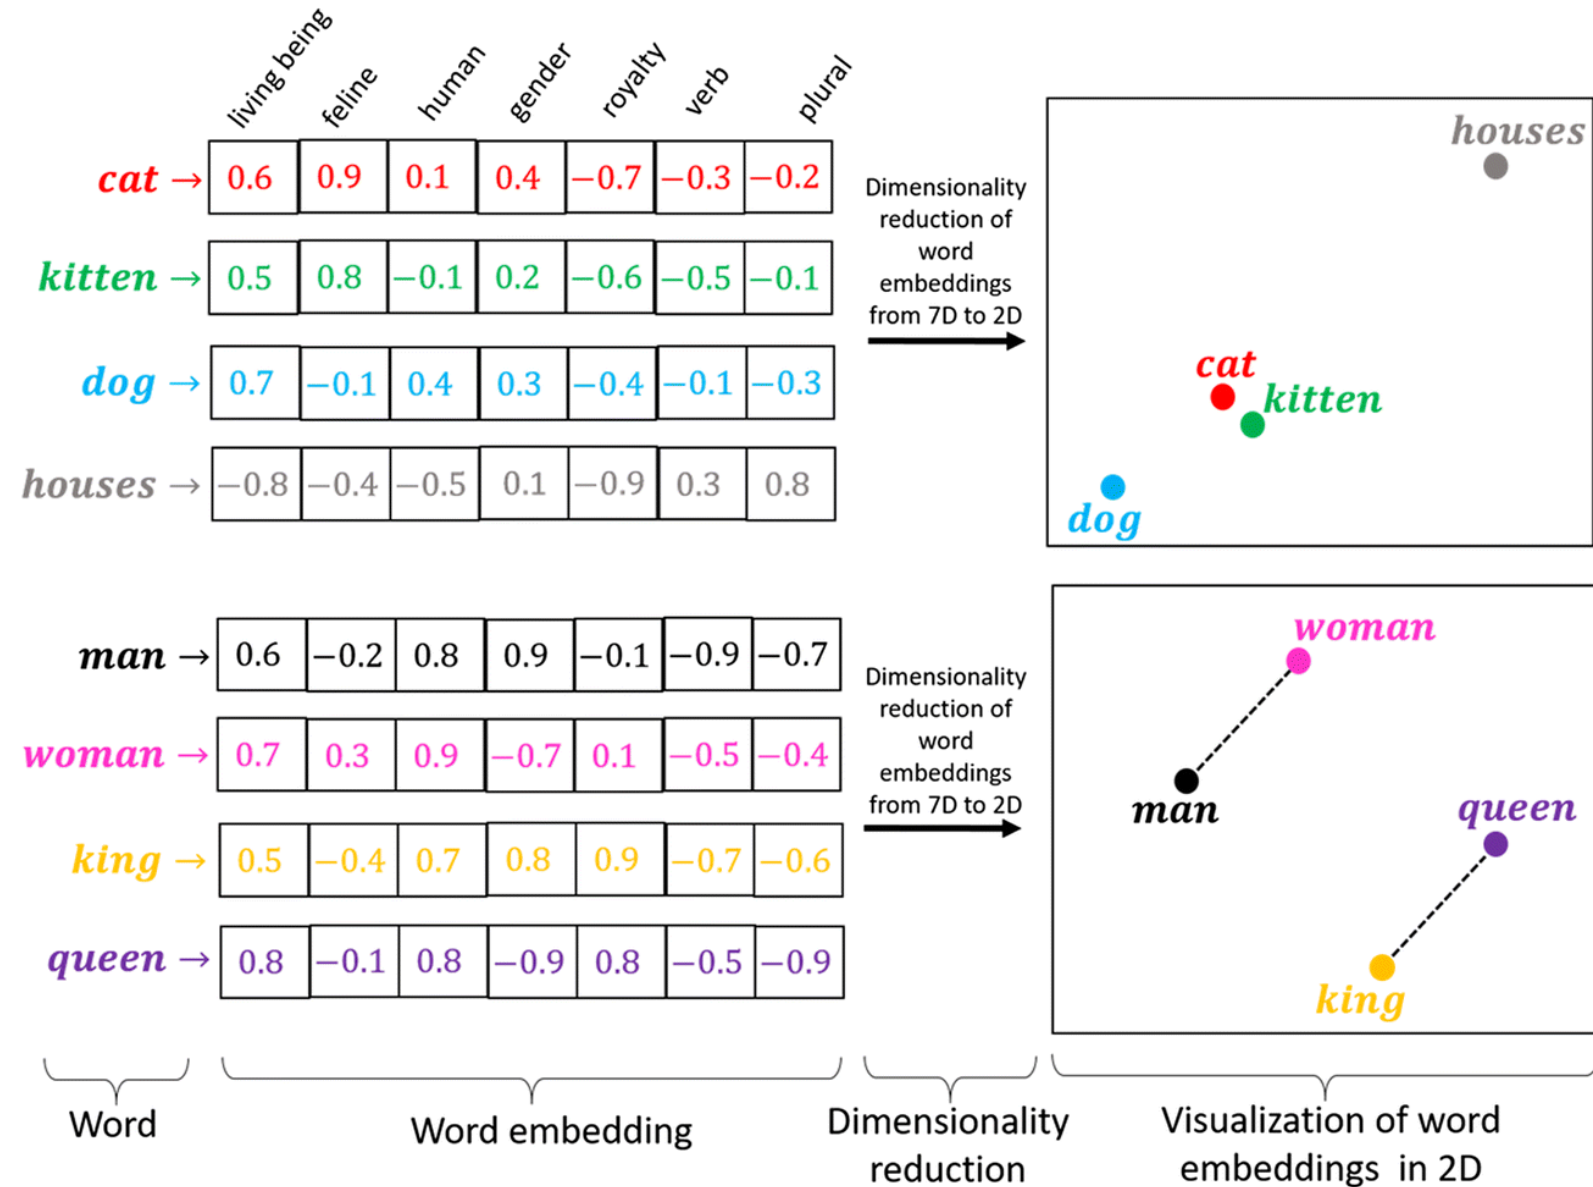 living being feline human gender royalty verb plural
cat → 0.6 0.9 0.1 0.4 −0.7 −0.3 −0.2
kitten → 0.5 0.8 −0.1 0.2 −0.6 −0.5 −0.1
dog → 0.7 −0.1 0.4 0.3 −0.4 −0.1 −0.3
houses → −0.8 −0.4 −0.5 0.1 −0.9 0.3 0.8
Dimensionality
reduction of
word
embeddings
from 7D to 2D
houses
cat
kitten
dog
man → 0.6 −0.2 0.8 0.9 −0.1 −0.9 −0.7
woman → 0.7 0.3 0.9 −0.7 0.1 −0.5 −0.4
king → 0.5 −0.4 0.7 0.8 0.9 −0.7 −0.6
queen → 0.8 −0.1 0.8 −0.9 0.8 −0.5 −0.9
Dimensionality
reduction of
word
embeddings
from 7D to 2D
woman
man
queen
king
Word
Word embedding
Dimensionality
reduction
Visualization of word
embeddings in 2D